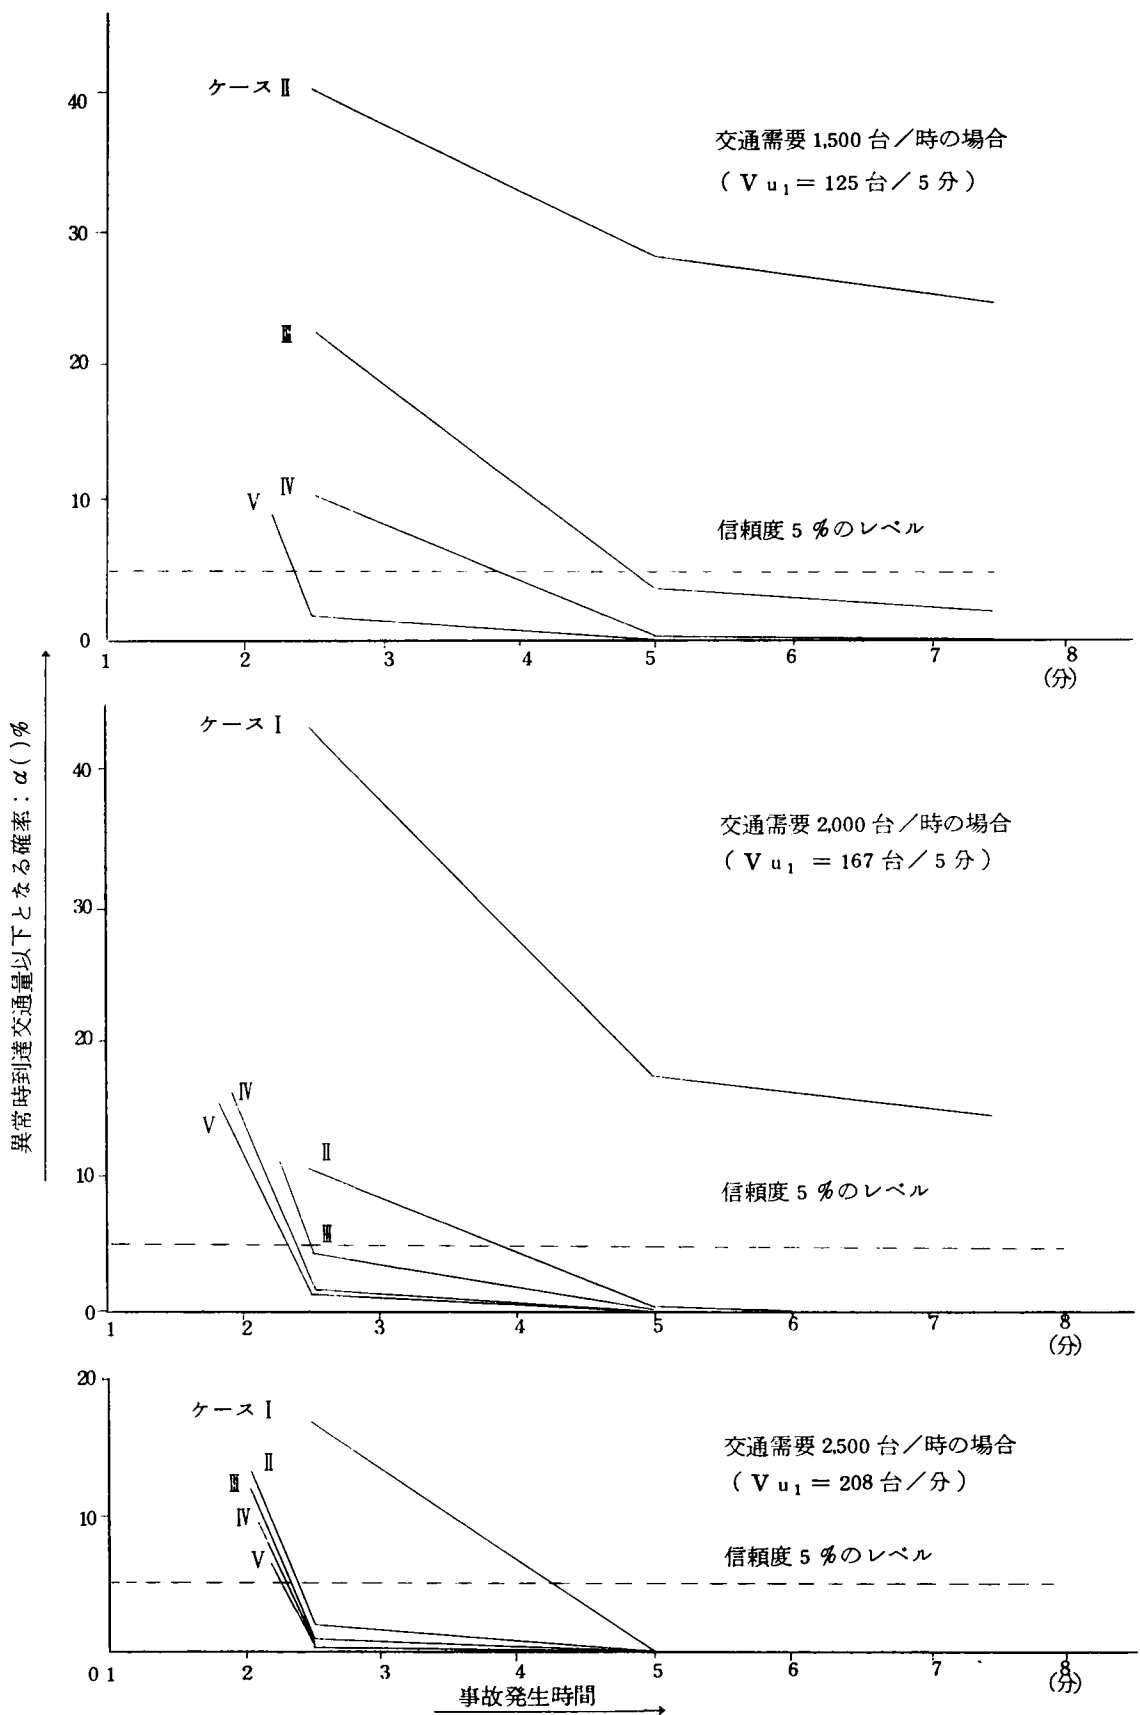 ケースⅡ
40
交通需要 1,500 台／時の場合
( V u₁ = 125 台／ 5 分 )
30
Ⅲ
20
Ⅳ
Ⅴ
10
信頼度 5 %のレベル
0
1 2 3 4 5 6 7 8
(分)
異常時到達交通量以下となる確率：α( )%
ケースⅠ
40
交通需要 2,000 台／時の場合
( V u₁ = 167 台／ 5 分 )
30
20
Ⅳ
Ⅴ
Ⅱ
10
信頼度 5 %のレベル
Ⅲ
0
1 2 3 4 5 6 7 8
(分)
20
ケースⅠ
交通需要 2,500 台／時の場合
( V u₁ = 208 台／分 )
Ⅱ
Ⅲ
Ⅳ
10
Ⅴ
信頼度 5 %のレベル
0 1 2 3 4 5 6 7 8
(分)
事故発生時間